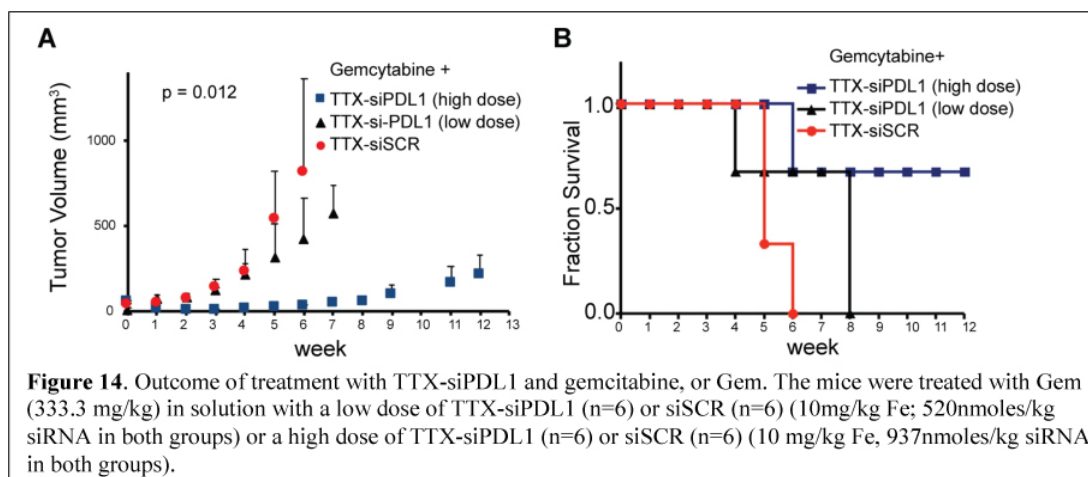 A
Gemcytabine +
p = 0.012
TTX-siPDL1 (high dose)
TTX-si-PDL1 (low dose)
TTX-siSCR
Tumor Volume (mm³)
1000
500
0
0 1 2 3 4 5 6 7 8 9 10 11 12 13
week
B
Gemcytabine+
TTX-siPDL1 (high dose)
TTX-siPDL1 (low dose)
TTX-siSCR
Fraction Survival
1.0
0.5
0.0
0 1 2 3 4 5 6 7 8 9 10 11 12
week
Figure 14. Outcome of treatment with TTX-siPDL1 and gemcitabine, or Gem. The mice were treated with Gem
(333.3 mg/kg) in solution with a low dose of TTX-siPDL1 (n=6) or siSCR (n=6) (10mg/kg Fe; 520nmoles/kg
siRNA in both groups) or a high dose of TTX-siPDL1 (n=6) or siSCR (n=6) (10 mg/kg Fe, 937nmoles/kg siRNA
in both groups).